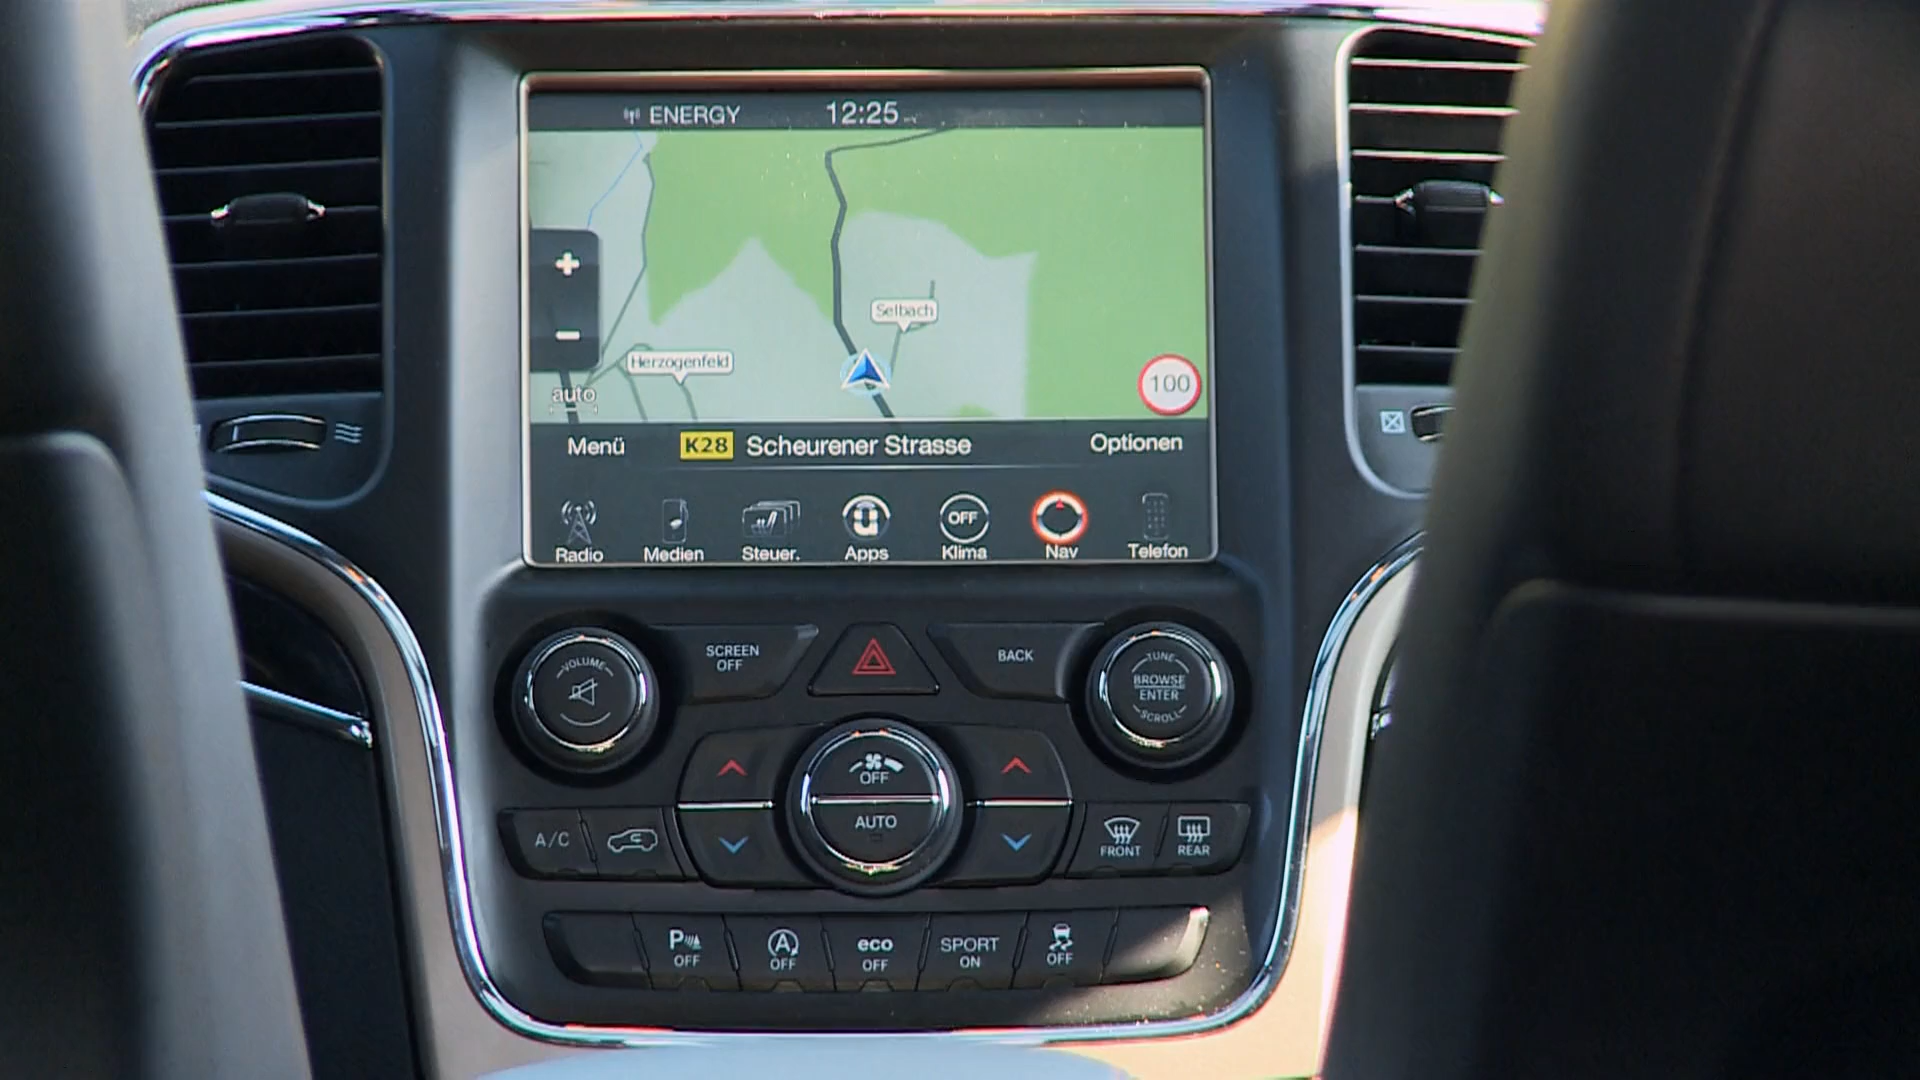 ENERGY 12:25
Selbach
Herzogenfeld
100
auto
Menü K28 Scheurener Strasse Optionen
OFF
Radio Medien Steuer. Apps Klima Nav Telefon
VOLUME
SCREEN OFF
BACK
TUNE
BROWSE
ENTER
SCROLL
OFF
AUTO
A/C
FRONT
REAR
P OFF
A OFF
eco OFF
SPORT ON
OFF